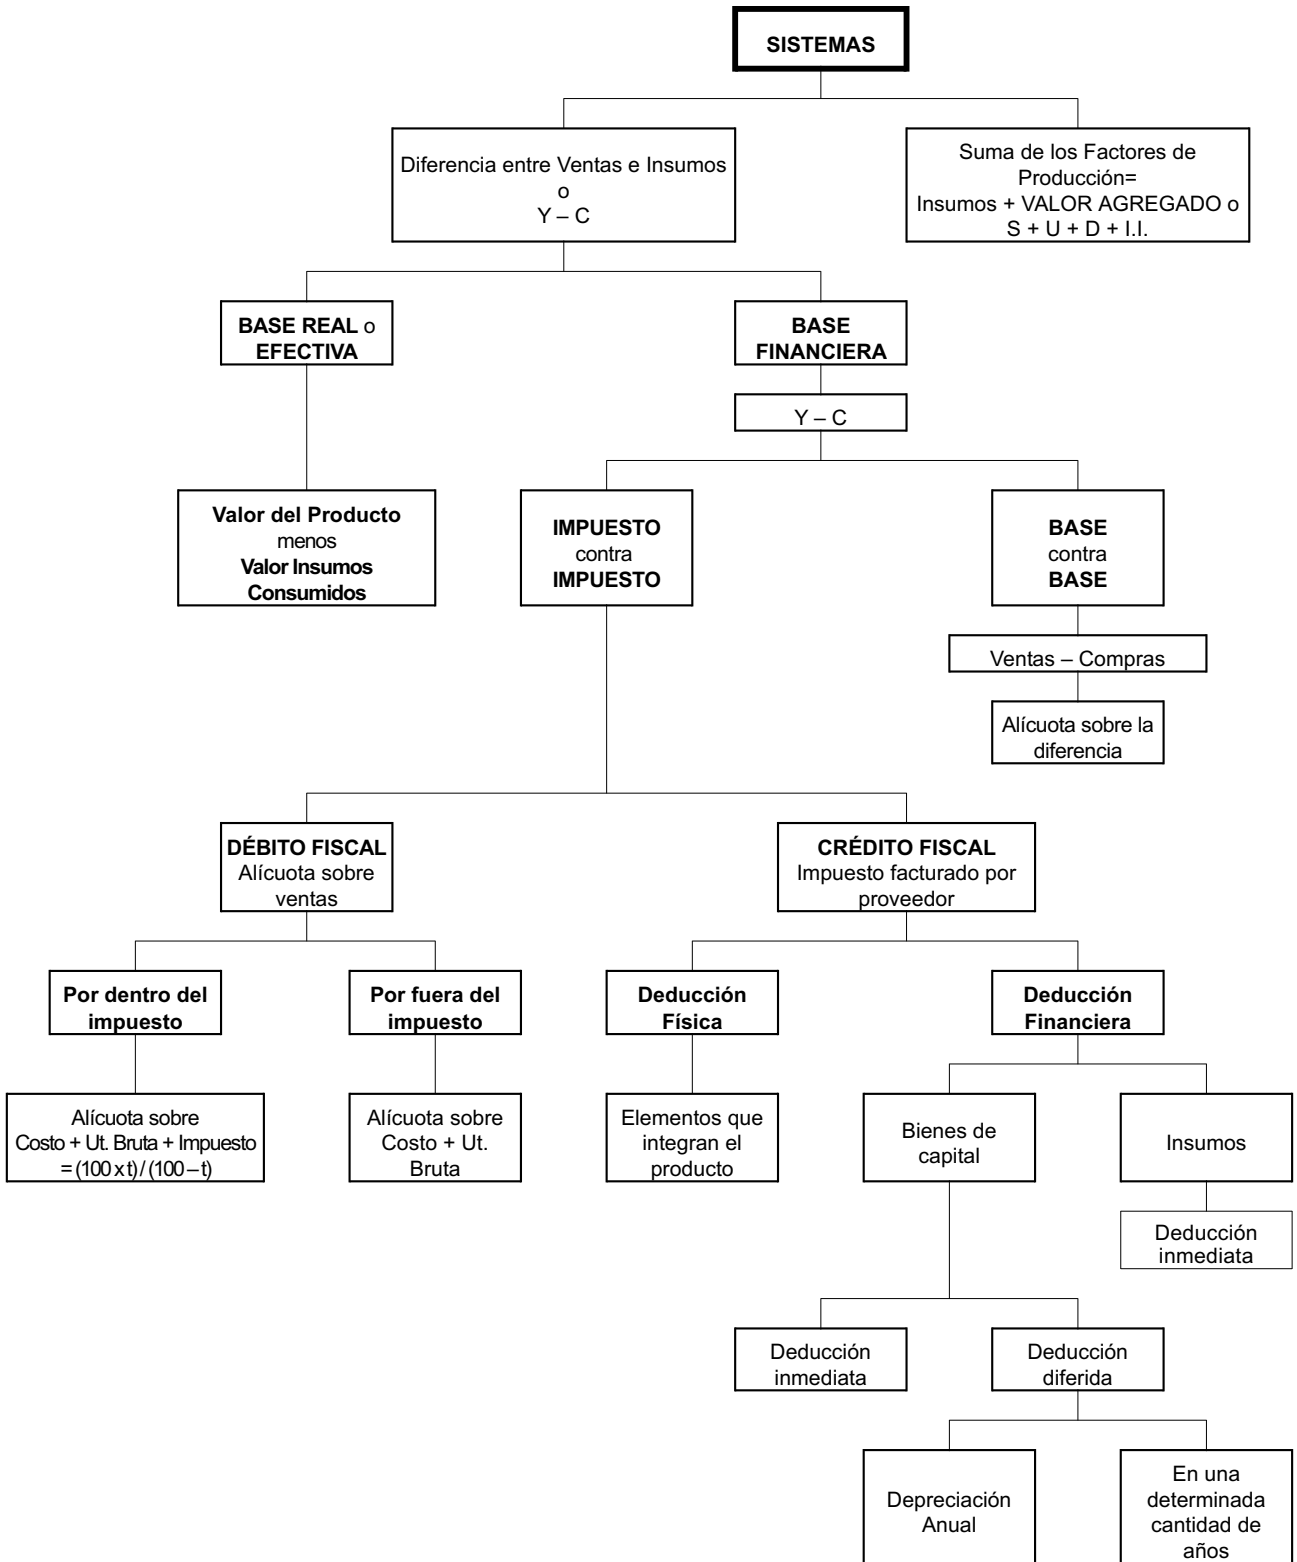 SISTEMAS
Diferencia entre Ventas e Insumos
o
Y – C
Suma de los Factores de
Producción=
Insumos + VALOR AGREGADO o
S + U + D + I.I.
BASE REAL o
EFECTIVA
BASE
FINANCIERA
Y – C
Valor del Producto
menos
Valor Insumos
Consumidos
IMPUESTO
contra
IMPUESTO
BASE
contra
BASE
Ventas – Compras
Alícuota sobre la
diferencia
DÉBITO FISCAL
Alícuota sobre
ventas
CRÉDITO FISCAL
Impuesto facturado por
proveedor
Por dentro del
impuesto
Por fuera del
impuesto
Deducción
Física
Deducción
Financiera
Alícuota sobre
Costo + Ut. Bruta + Impuesto
= (100 x t) / (100 – t)
Alícuota sobre
Costo + Ut.
Bruta
Elementos que
integran el
producto
Bienes de
capital
Insumos
Deducción
inmediata
Deducción
inmediata
Deducción
diferida
Depreciación
Anual
En una
determinada
cantidad de
años